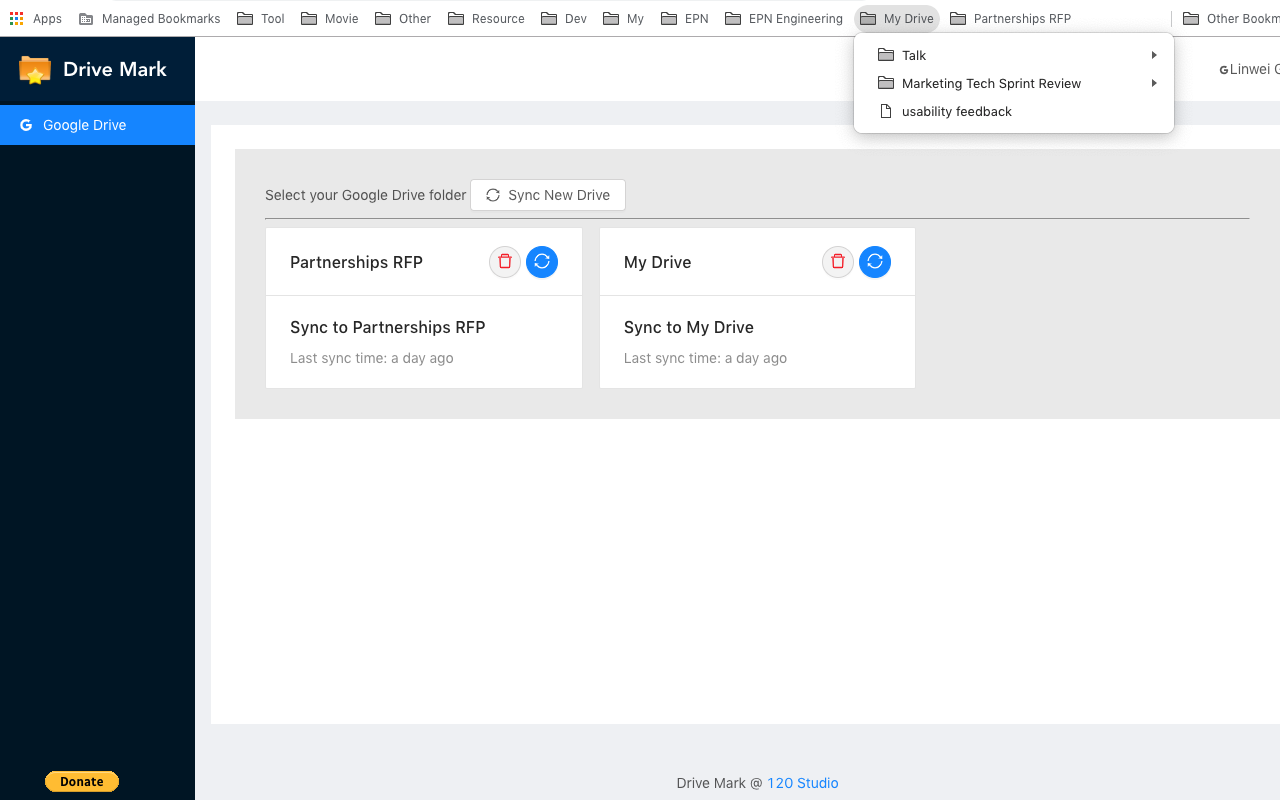 Apps Managed Bookmarks Tool Movie Other Resource Dev My EPN EPN Engineering My Drive Partnerships RFP Other Bookm
Talk
Marketing Tech Sprint Review
usability feedback
Drive Mark
Linwei G
Google Drive
Select your Google Drive folder Sync New Drive
Partnerships RFP
My Drive
Sync to Partnerships RFP
Last sync time: a day ago
Sync to My Drive
Last sync time: a day ago
Donate
Drive Mark @ 120 Studio